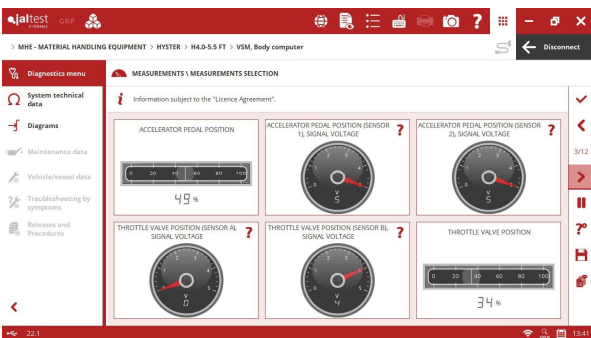 jaltest GRP
by COJALI
> MHE - MATERIAL HANDLING EQUIPMENT > HYSTER > H4.0-5.5 FT > VSM, Body computer
Disconnect
Diagnostics menu
MEASUREMENTS \ MEASUREMENTS SELECTION
System technical
data
Information subject to the "Licence Agreement".
Diagrams
Maintenance data
Vehicle/vessel data
Troubleshooting by
symptoms
Releases and
Procedures
ACCELERATOR PEDAL POSITION
0 20 40 60 80 100
49 %
ACCELERATOR PEDAL POSITION (SENSOR
1), SIGNAL VOLTAGE
?
V
5
ACCELERATOR PEDAL POSITION (SENSOR
2), SIGNAL VOLTAGE
?
V
5
3/12
THROTTLE VALVE POSITION (SENSOR A),
SIGNAL VOLTAGE
?
V
0
THROTTLE VALVE POSITION (SENSOR B),
SIGNAL VOLTAGE
?
V
4
THROTTLE VALVE POSITION
0 20 40 60 80 100
34 %
22.1
100%
13:41